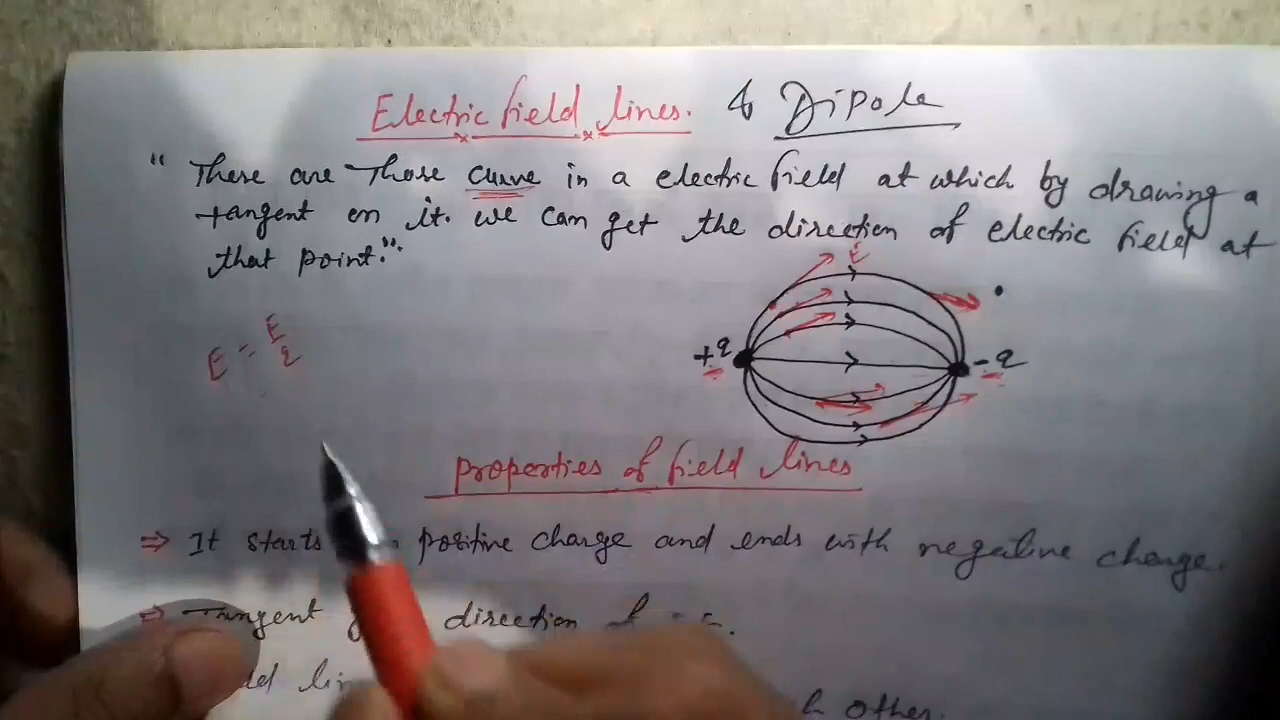 Electric field lines. & Dipole
" There are Those curve in a electric field at which by drawing a
tangent on it. we can get the direction of electric field at
that point."
E
E = E
q
+q
-q
properties of field lines
⇒ It starts positive charge and ends with negative charge.
⇒ Tangent direction of
other.